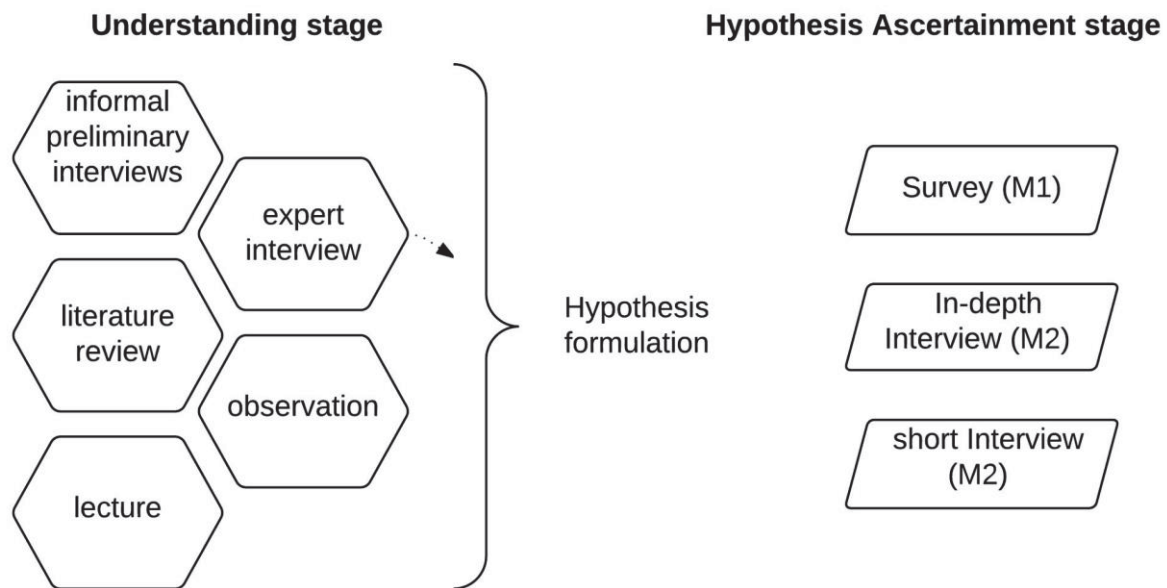 Understanding stage
Hypothesis Ascertainment stage
informal
preliminary
interviews
expert
interview
literature
review
observation
lecture
Hypothesis
formulation
Survey (M1)
In-depth
Interview (M2)
short Interview
(M2)